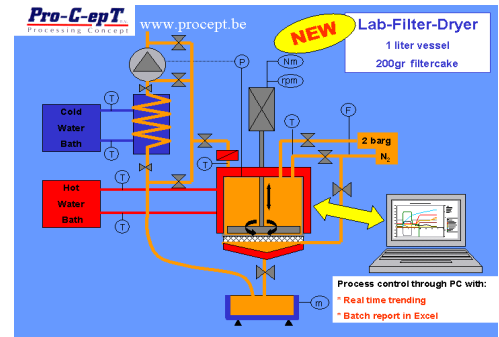 Pro-C-epT
Processing Concept
www.procept.be
NEW
Lab-Filter-Dryer
1 liter vessel
200gr filtercake
P
Nm
rpm
T
Cold
Water
Bath
T
T
T
F
2 barg
N2
Hot
Water
Bath
T
T
m
Process control through PC with:
* Real time trending
* Batch report in Excel